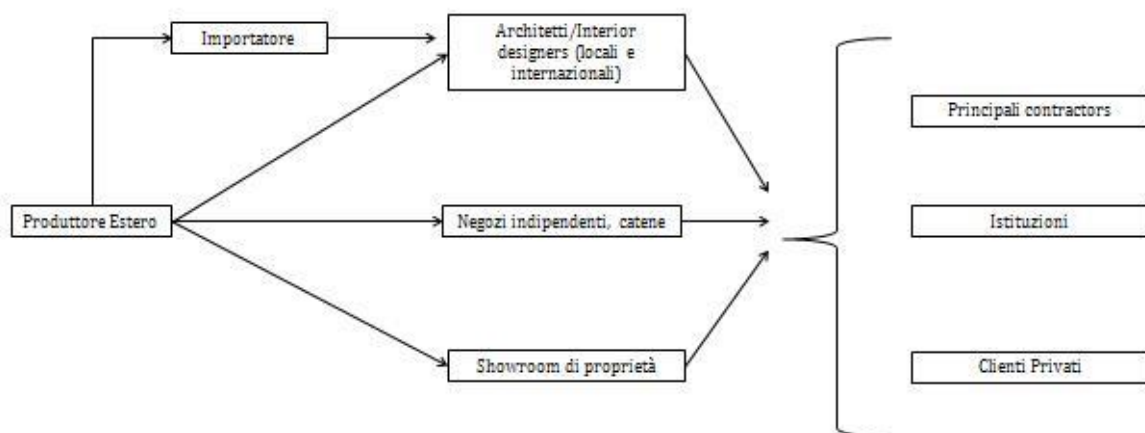 Importatore
Architetti/Interior
designers (locali e
internazionali)
Principali contractors
Produttore Estero
Negozi indipendenti, catene
Istituzioni
Showroom di proprietà
Clienti Privati